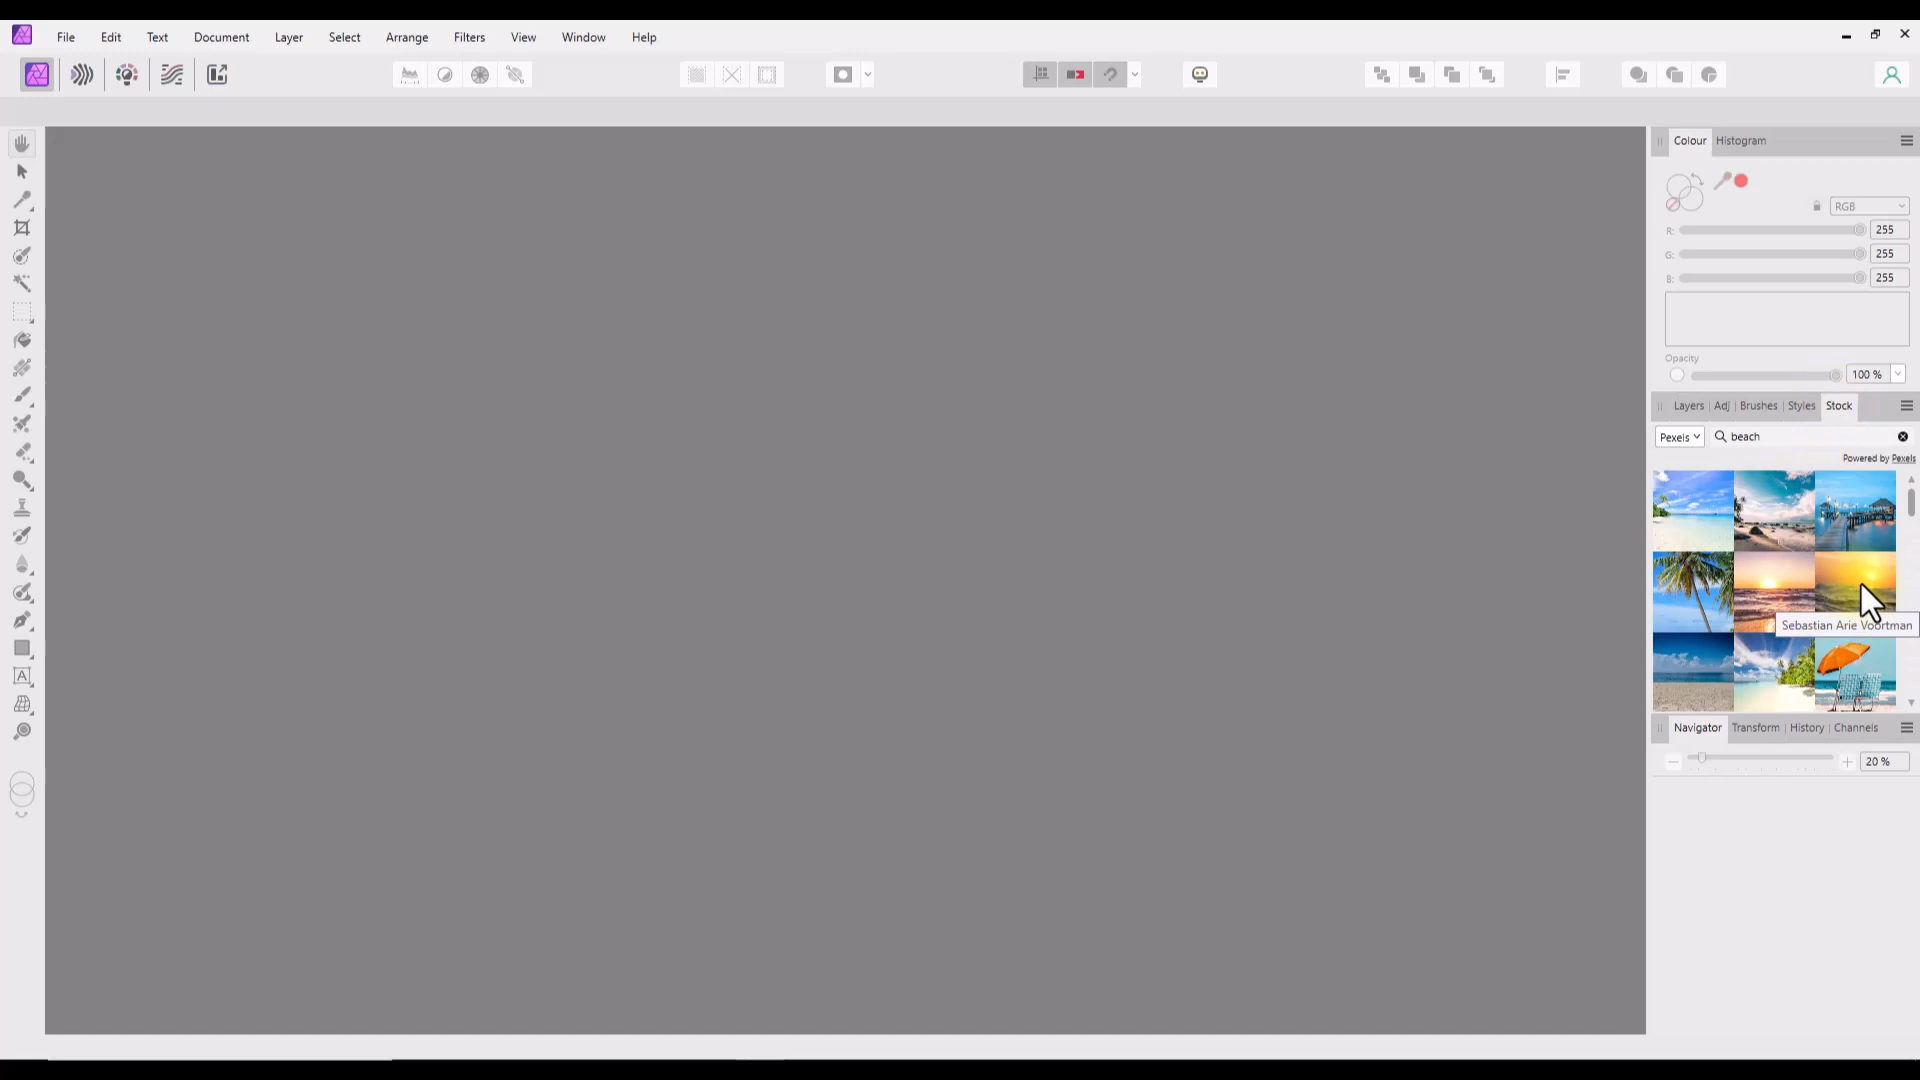 File Edit Text Document Layer Select Arrange Filters View Window Help
Colour Histogram
RGB
R: 255
G: 255
B: 255
Opacity
100 %
Layers Adj Brushes Styles Stock
Pexels beach
Powered by Pexels
Sebastian Arie Voortman
Navigator Transform History Channels
20 %